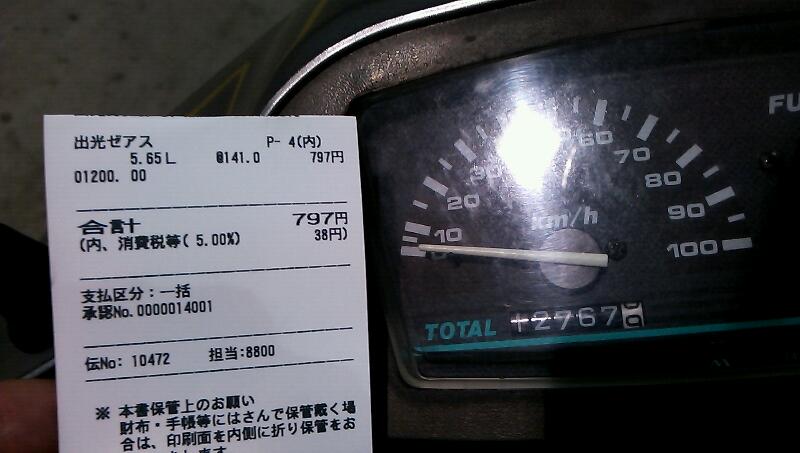 出光ゼアス P- 4(内)
5.65L @141.0 797円
01200. 00
合計 797円
(内、消費税等( 5.00%) 38円)
支払区分：一括
承認No.0000014001
伝No: 10472 担当:8800
※ 本書保管上のお願い
財布・手帳等にはさんで保管戴く場
合は、印刷面を内側に折り保管をお
FU
20
10
60
70
80
90
100
km/h
TOTAL 12767